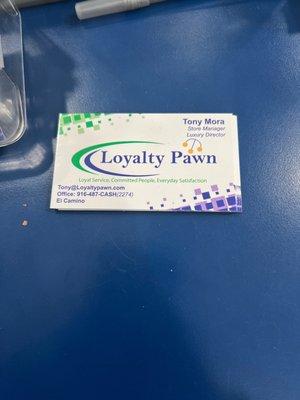 Tony Mora
Store Manager
Luxury Director
Loyalty Pawn
Loyal Service, Committed People, Everyday Satisfaction
Tony@Loyaltypawn.com
Office: 916-487-CASH(2274)
El Camino